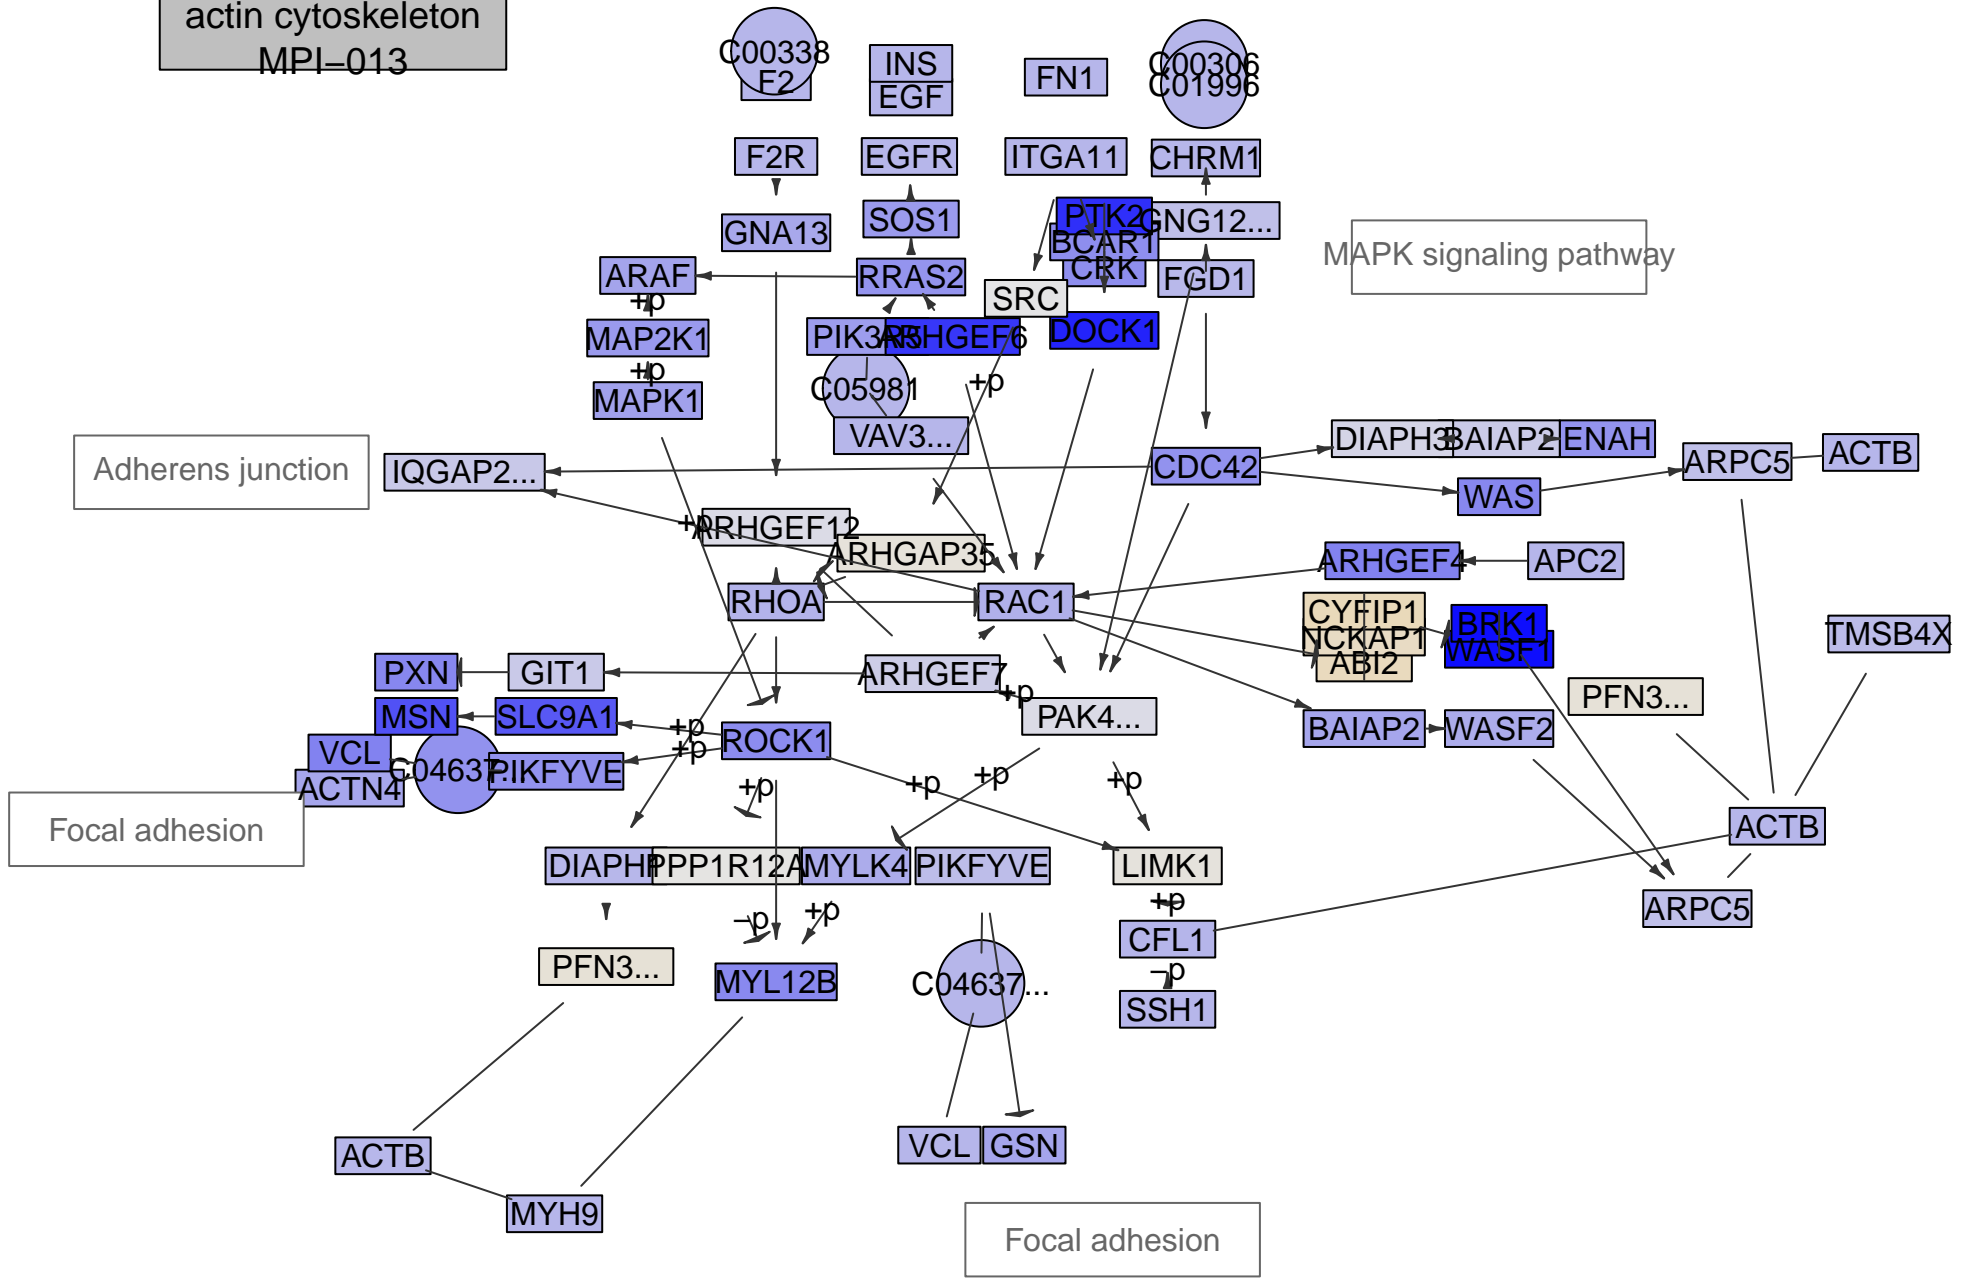 actin cytoskeleton
MPI−013
C00338
F2
INS
EGF
FN1
C00306
C01996
F2R
EGFR
ITGA11
CHRM1
GNA13
SOS1
PTK2
GNG12...
BCAR1
CRK
MAPK signaling pathway
ARAF
RRAS2
SRC
FGD1
+p
MAP2K1
PIK3R5
ARHGEF6
DOCK1
+p
MAPK1
C05981
+p
VAV3...
DIAPH3
BAIAP2
ENAH
ARPC5
ACTB
Adherens junction
IQGAP2...
CDC42
WAS
+p
ARHGEF12
ARHGAP35
ARHGEF4
APC2
RHOA
RAC1
CYFIP1
NCKAP1
ABI2
BRK1
WASF1
TMSB4X
PXN
GIT1
ARHGEF7
+p
PFN3...
MSN
SLC9A1
+p
ROCK1
PAK4...
BAIAP2
WASF2
VCL
C04637...
PIKFYVE
+p
ACTN4
+p
+p
+p
+p
Focal adhesion
ACTB
PPP1R12A
MYLK4
PIKFYVE
LIMK1
−p
+p
+p
ARPC5
CFL1
PFN3...
MYL12B
C04637...
−p
SSH1
ACTB
VCL
GSN
MYH9
Focal adhesion